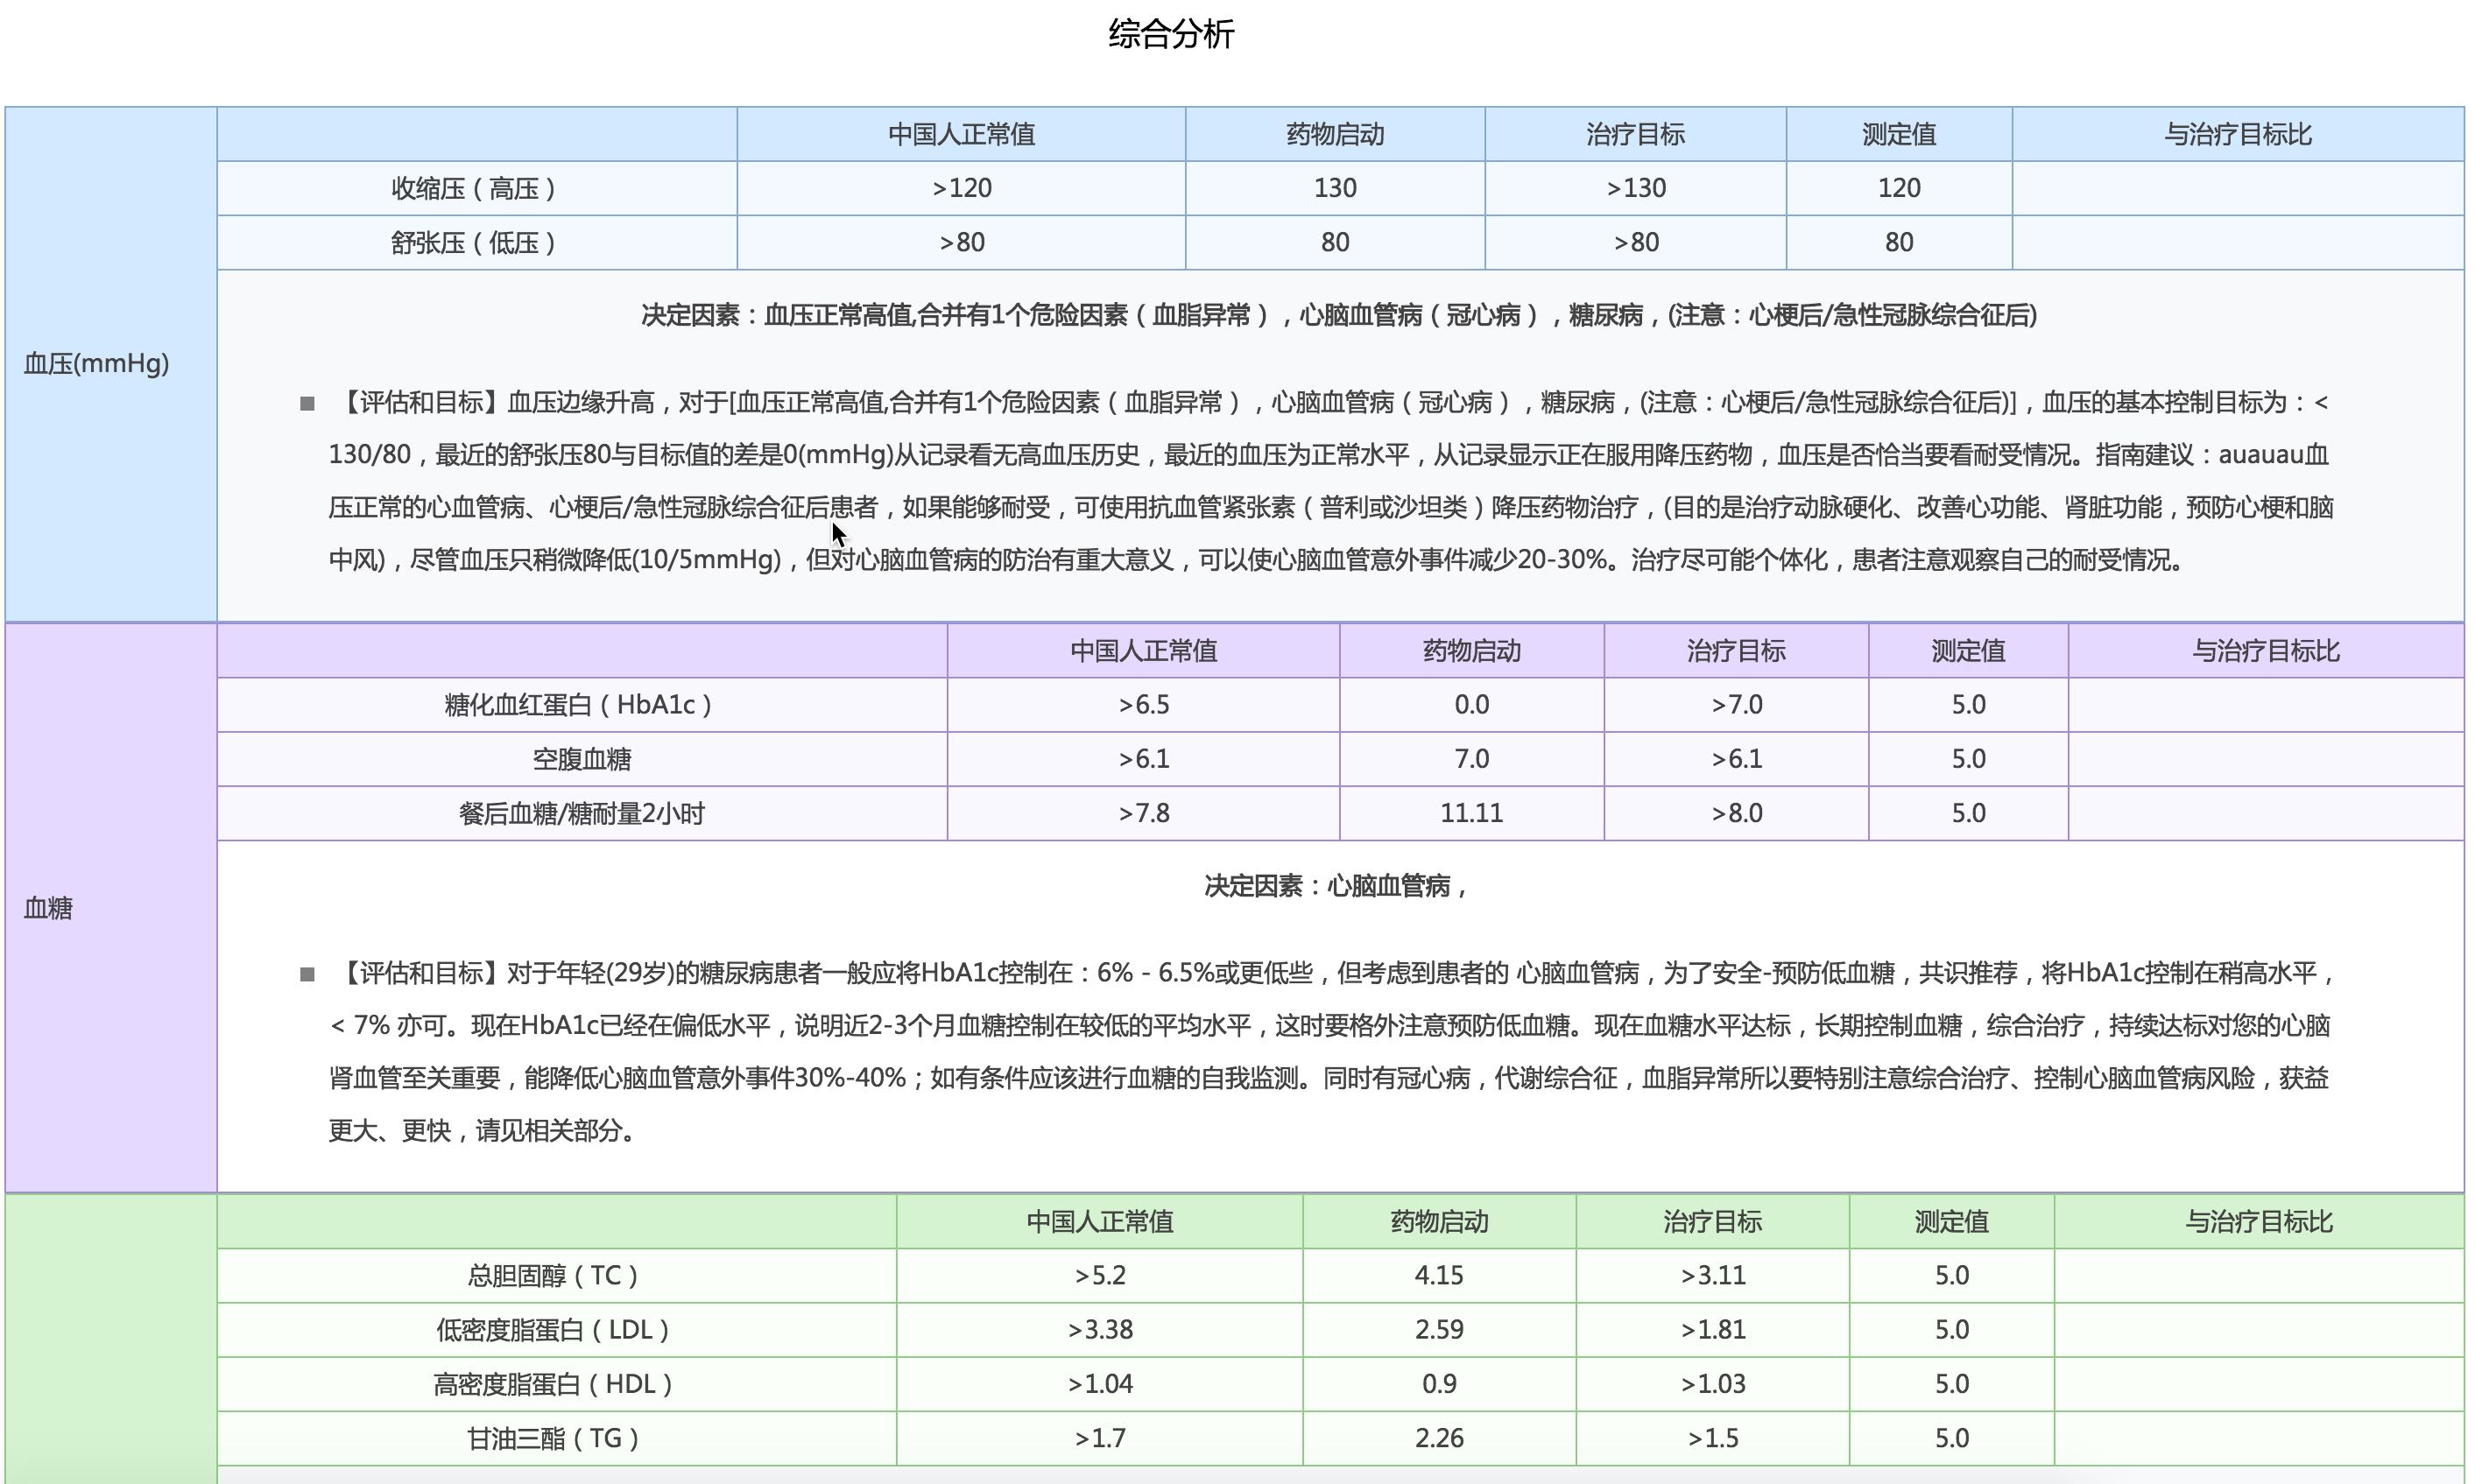 综合分析
中国人正常值 药物启动 治疗目标 测定值 与治疗目标比
收缩压（高压） >120 130 >130 120
舒张压（低压） >80 80 >80 80
血压(mmHg)
决定因素：血压正常高值,合并有1个危险因素（血脂异常），心脑血管病（冠心病），糖尿病，(注意：心梗后/急性冠脉综合征后)
【评估和目标】血压边缘升高，对于[血压正常高值,合并有1个危险因素（血脂异常），心脑血管病（冠心病），糖尿病，(注意：心梗后/急性冠脉综合征后)]，血压的基本控制目标为：<
130/80，最近的舒张压80与目标值的差是0(mmHg)从记录看无高血压历史，最近的血压为正常水平，从记录显示正在服用降压药物，血压是否恰当要看耐受情况。指南建议：auauau血
压正常的心血管病、心梗后/急性冠脉综合征后患者，如果能够耐受，可使用抗血管紧张素（普利或沙坦类）降压药物治疗，(目的是治疗动脉硬化、改善心功能、肾脏功能，预防心梗和脑
中风)，尽管血压只稍微降低(10/5mmHg)，但对心脑血管病的防治有重大意义，可以使心脑血管意外事件减少20-30%。治疗尽可能个体化，患者注意观察自己的耐受情况。
中国人正常值 药物启动 治疗目标 测定值 与治疗目标比
糖化血红蛋白（HbA1c） >6.5 0.0 >7.0 5.0
空腹血糖 >6.1 7.0 >6.1 5.0
餐后血糖/糖耐量2小时 >7.8 11.11 >8.0 5.0
血糖
决定因素：心脑血管病，
【评估和目标】对于年轻(29岁)的糖尿病患者一般应将HbA1c控制在：6% - 6.5%或更低些，但考虑到患者的 心脑血管病，为了安全-预防低血糖，共识推荐，将HbA1c控制在稍高水平，
< 7% 亦可。现在HbA1c已经在偏低水平，说明近2-3个月血糖控制在较低的平均水平，这时要格外注意预防低血糖。现在血糖水平达标，长期控制血糖，综合治疗，持续达标对您的心脑
肾血管至关重要，能降低心脑血管意外事件30%-40%；如有条件应该进行血糖的自我监测。同时有冠心病，代谢综合征，血脂异常所以要特别注意综合治疗、控制心脑血管病风险，获益
更大、更快，请见相关部分。
中国人正常值 药物启动 治疗目标 测定值 与治疗目标比
总胆固醇（TC） >5.2 4.15 >3.11 5.0
低密度脂蛋白（LDL） >3.38 2.59 >1.81 5.0
高密度脂蛋白（HDL） >1.04 0.9 >1.03 5.0
甘油三酯（TG） >1.7 2.26 >1.5 5.0